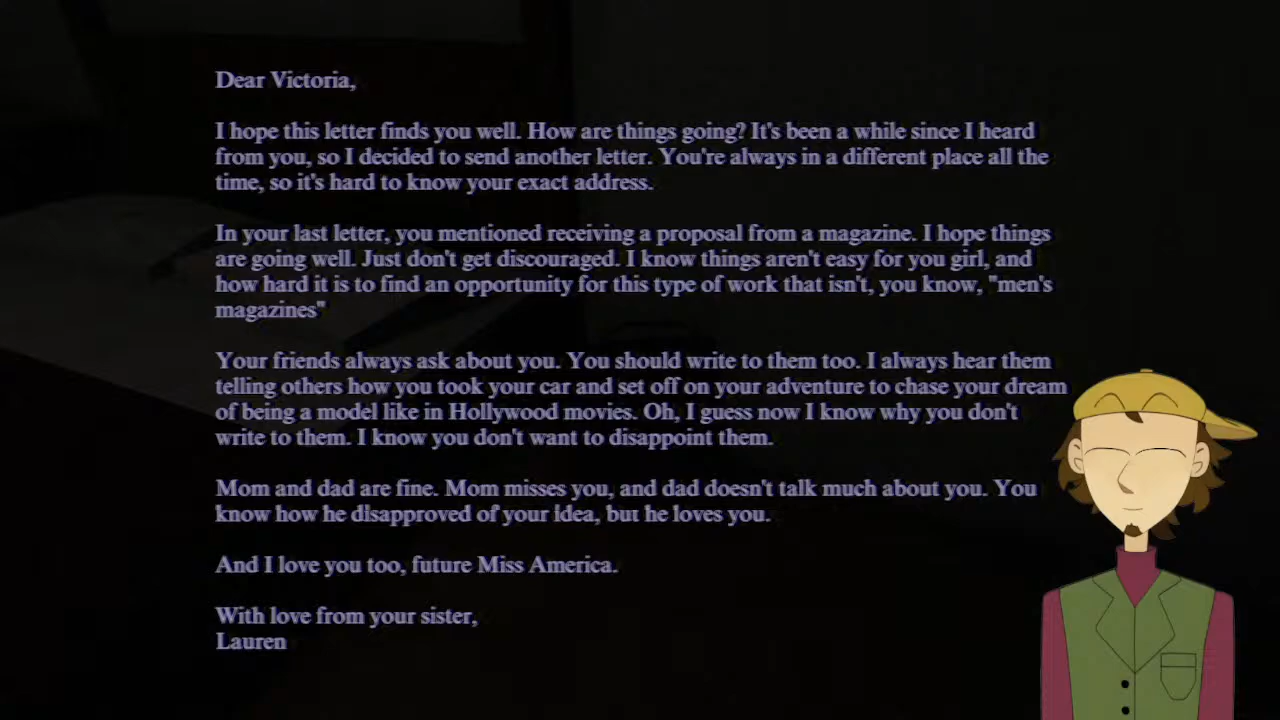 Dear Victoria,
I hope this letter finds you well. How are things going? It's been a while since I heard
from you, so I decided to send another letter. You're always in a different place all the
time, so it's hard to know your exact address.
In your last letter, you mentioned receiving a proposal from a magazine. I hope things
are going well. Just don't get discouraged. I know things aren't easy for you girl, and
how hard it is to find an opportunity for this type of work that isn't, you know, "men's
magazines"
Your friends always ask about you. You should write to them too. I always hear them
telling others how you took your car and set off on your adventure to chase your dream
of being a model like in Hollywood movies. Oh, I guess now I know why you don't
write to them. I know you don't want to disappoint them.
Mom and dad are fine. Mom misses you, and dad doesn't talk much about you. You
know how he disapproved of your idea, but he loves you.
And I love you too, future Miss America.
With love from your sister,
Lauren